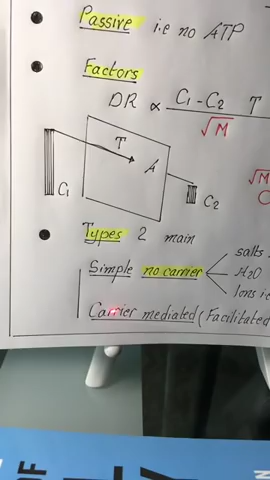 Passive i.e no ATP
Factors
DR ∝ C1 - C2 T
√M
√M
C
T
A
C1
C2
Types 2 main
salts
Simple no carrier H2O
Ions i.e
Carrier mediated (Facilitated
OF